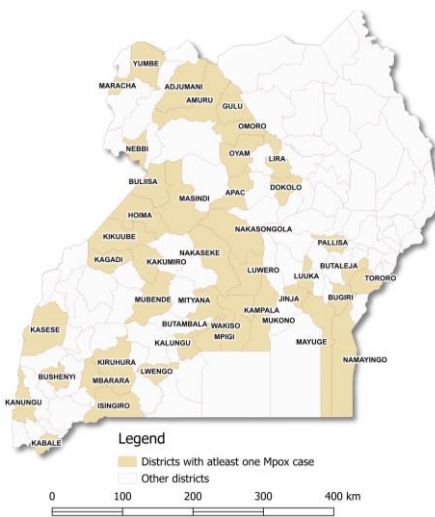 YUMBE
MARACHA
ADJUMANI
AMURU
GULU
OMORO
NEBBI
OYAM
LIRA
BULIISA
MASINDI
APAC
DOKOLO
HOIMA
NAKASONGOLA
KIKUUBE
PALLISA
NAKASEKE
KAGADI
KAKUMIRO
LUWERO
BUTALEJA
LUUKA
TORORO
MUBENDE
MITYANA
JINJA
BUGIRI
KAMPALA
KASESE
BUTAMBALA
WAKISO
MUKONO
MPIGI
KALUNGU
MAYUGE
KIRUHURA
NAMAYINGO
BUSHENYI
LWENGO
MBARARA
KANUNGU
ISINGIRO
KABALE
Legend
Districts with atleast one Mpox case
Other districts
0 100 200 300 400 km